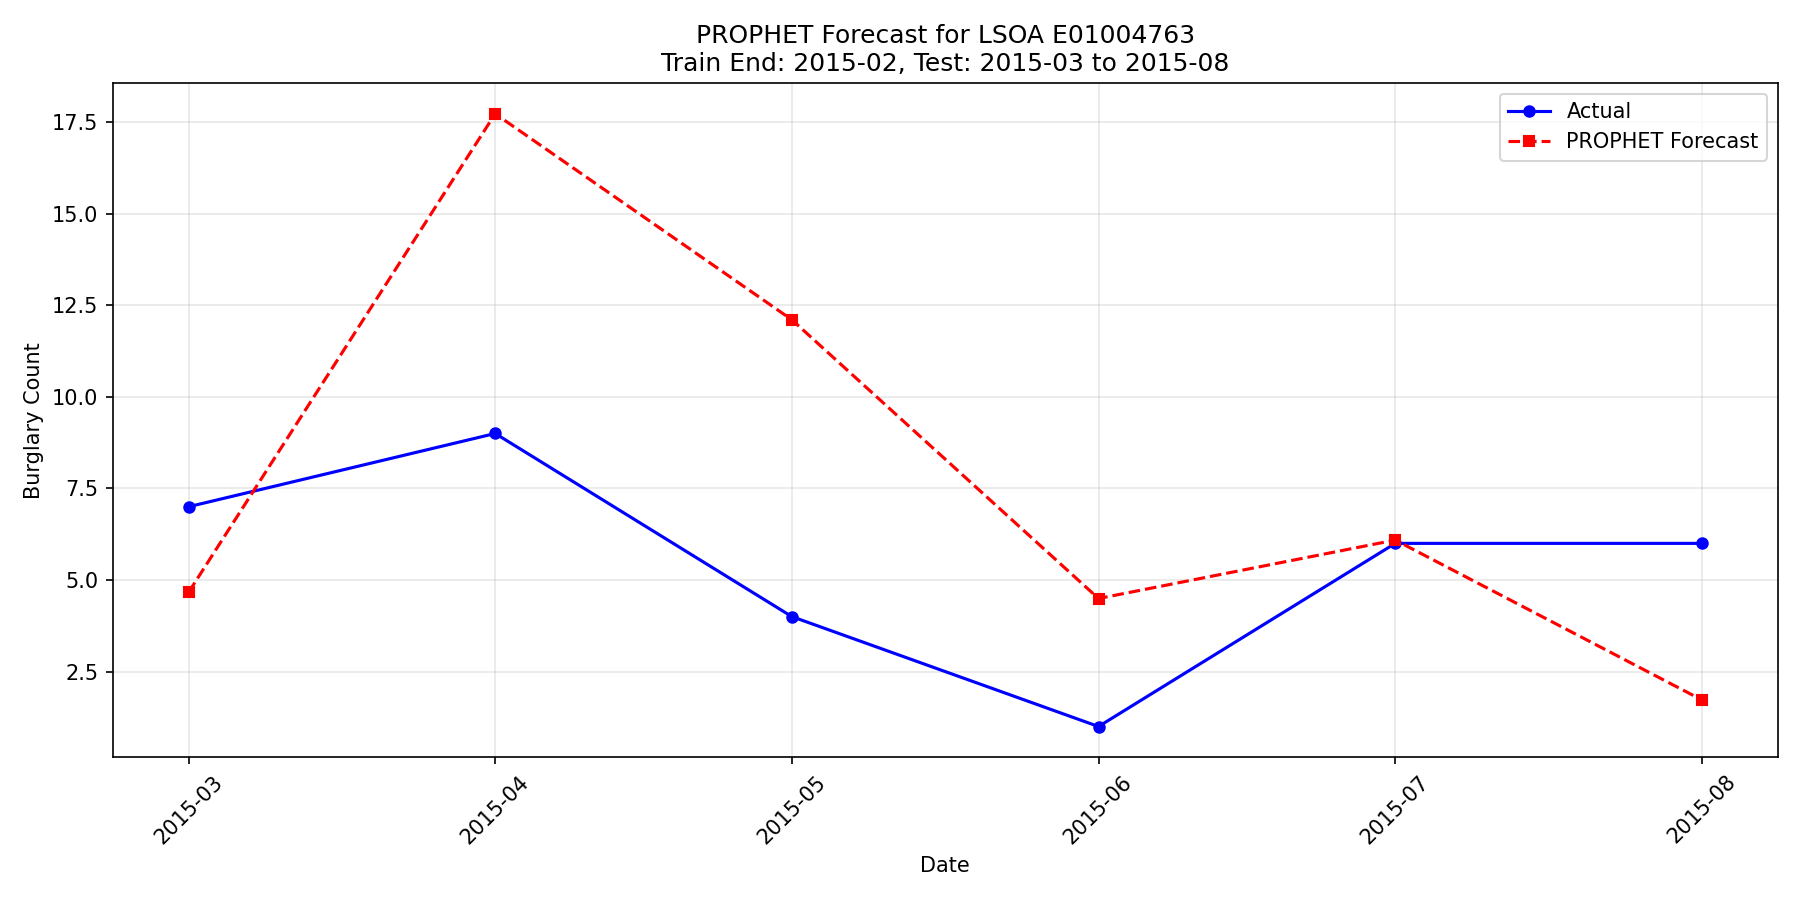 PROPHET Forecast for LSOA E01004763
Train End: 2015-02, Test: 2015-03 to 2015-08
Actual
PROPHET Forecast
Burglary Count
17.5
15.0
12.5
10.0
7.5
5.0
2.5
2015-03
2015-04
2015-05
2015-06
2015-07
2015-08
Date